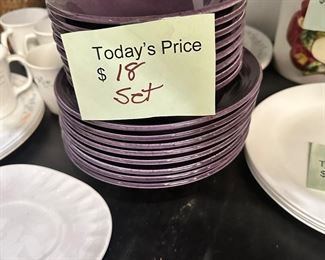 Today's Price
$ 18
Set
T
$